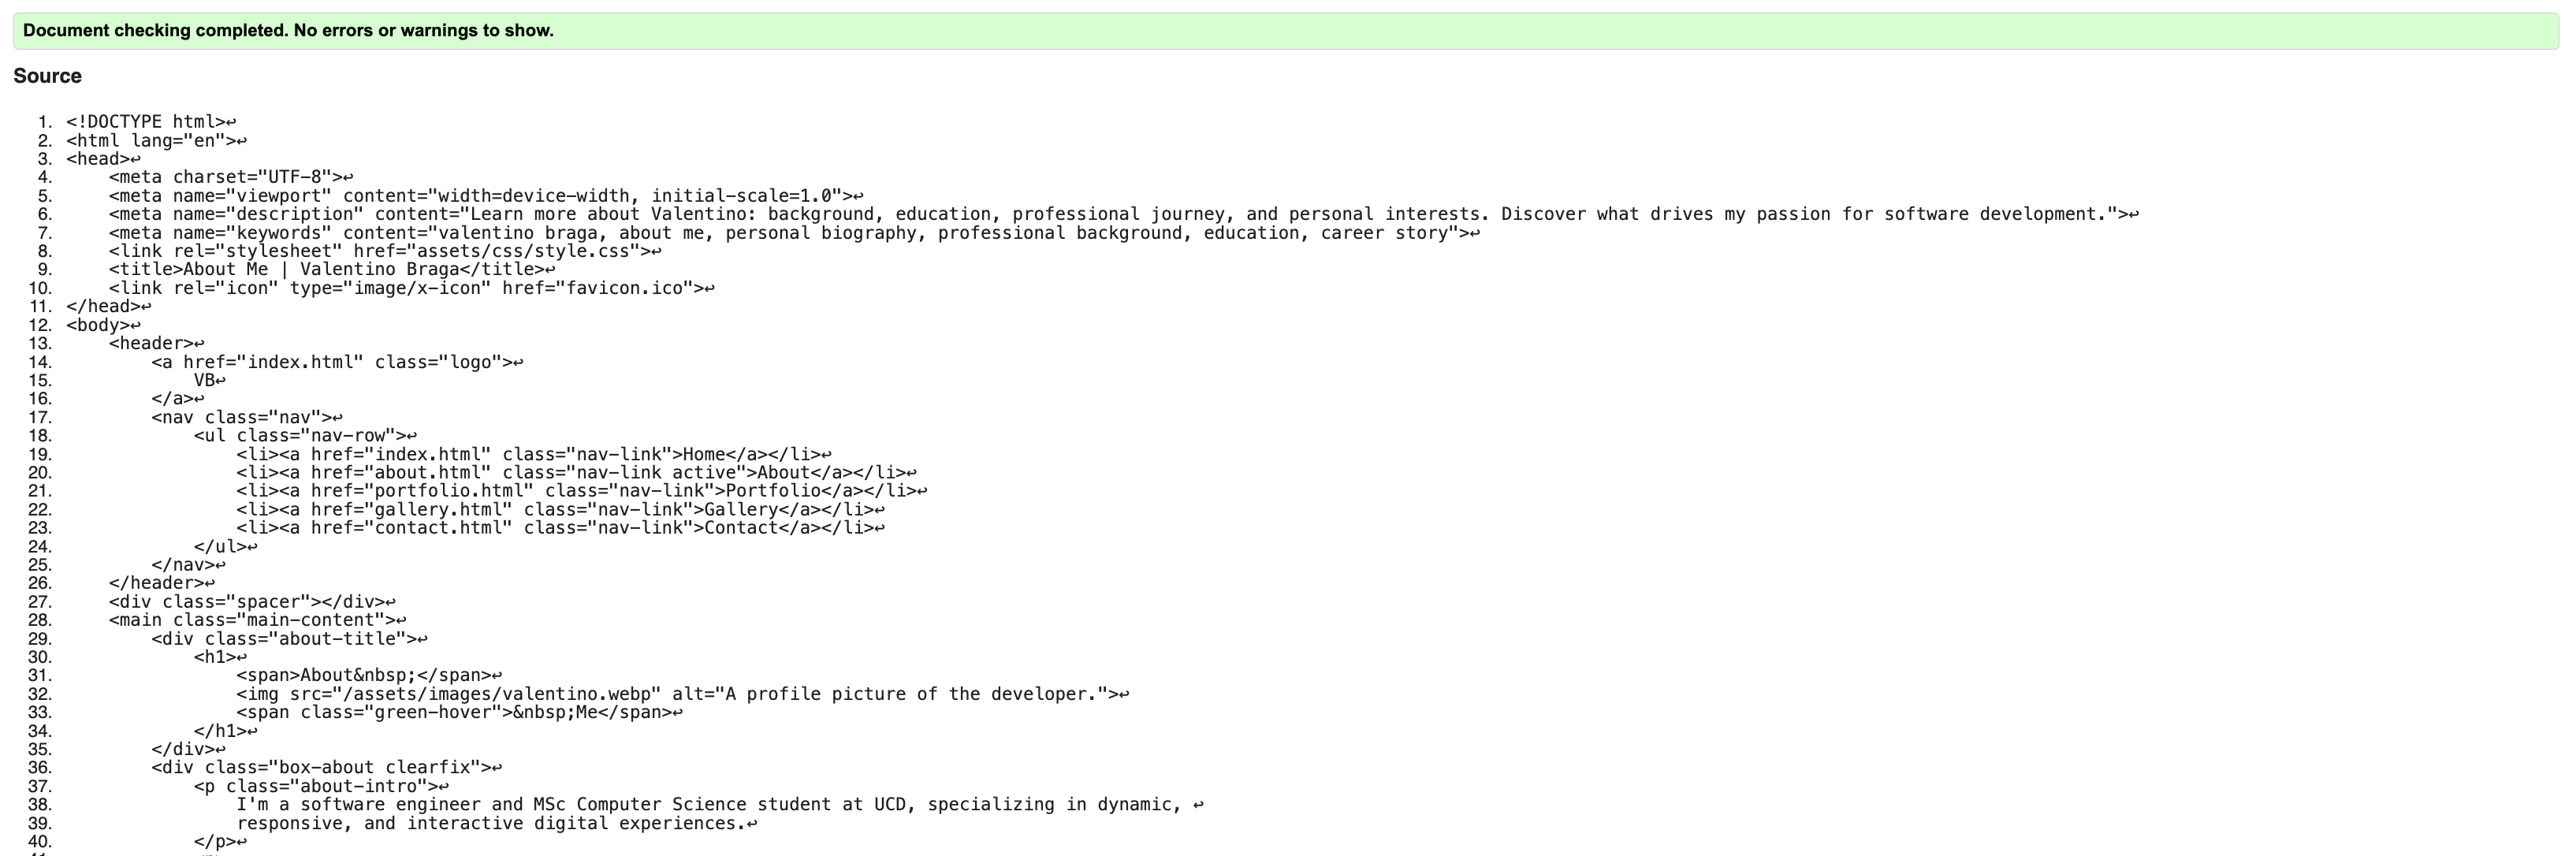 Document checking completed. No errors or warnings to show.
Source
1. <!DOCTYPE html>↩
2. <html lang="en">↩
3. <head>↩
4.     <meta charset="UTF-8">↩
5.     <meta name="viewport" content="width=device-width, initial-scale=1.0">↩
6.     <meta name="description" content="Learn more about Valentino: background, education, professional journey, and personal interests. Discover what drives my passion for software development.">↩
7.     <meta name="keywords" content="valentino braga, about me, personal biography, professional background, education, career story">↩
8.     <link rel="stylesheet" href="assets/css/style.css">↩
9.     <title>About Me | Valentino Braga</title>↩
10.     <link rel="icon" type="image/x-icon" href="favicon.ico">↩
11. </head>↩
12. <body>↩
13.     <header>↩
14.         <a href="index.html" class="logo">↩
15.             VB↩
16.         </a>↩
17.         <nav class="nav">↩
18.             <ul class="nav-row">↩
19.                 <li><a href="index.html" class="nav-link">Home</a></li>↩
20.                 <li><a href="about.html" class="nav-link active">About</a></li>↩
21.                 <li><a href="portfolio.html" class="nav-link">Portfolio</a></li>↩
22.                 <li><a href="gallery.html" class="nav-link">Gallery</a></li>↩
23.                 <li><a href="contact.html" class="nav-link">Contact</a></li>↩
24.             </ul>↩
25.         </nav>↩
26.     </header>↩
27.     <div class="spacer"></div>↩
28.     <main class="main-content">↩
29.         <div class="about-title">↩
30.             <h1>↩
31.                 <span>About&nbsp;</span>↩
32.                 <img src="/assets/images/valentino.webp" alt="A profile picture of the developer.">↩
33.                 <span class="green-hover">&nbsp;Me</span>↩
34.             </h1>↩
35.         </div>↩
36.         <div class="box-about clearfix">↩
37.             <p class="about-intro">↩
38.                 I'm a software engineer and MSc Computer Science student at UCD, specializing in dynamic, ↩
39.                 responsive, and interactive digital experiences.↩
40.             </p>↩